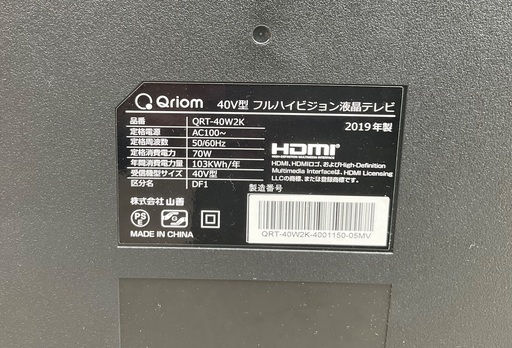 Qriom 40V型 フルハイビジョン液晶テレビ
品番 QRT-40W2K
定格電源 AC100~
定格周波数 50/60Hz
定格消費電力 70W
年間消費電力量 103KWh/年
受信機型サイズ 40V型
区分 DF1
株式会社 山善
PS E
MADE IN CHINA
2019年製
HDMI
HIGH-DEFINITION MULTIMEDIA INTERFACE
HDMI、HDMIロゴ、およびHigh-Definition
Multimedia Interfaceは、HDMI Licensing
LLCの商標、または登録商標です。
製造番号
QRT-40W2K-4001150-05MV